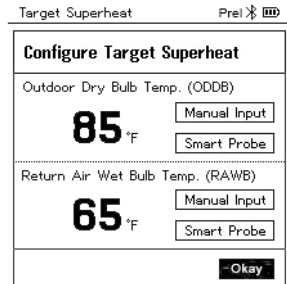 Target Superheat Prel
Configure Target Superheat
Outdoor Dry Bulb Temp. (ODDB)
85 °F
Manual Input
Smart Probe
Return Air Wet Bulb Temp. (RAWB)
65 °F
Manual Input
Smart Probe
Okay